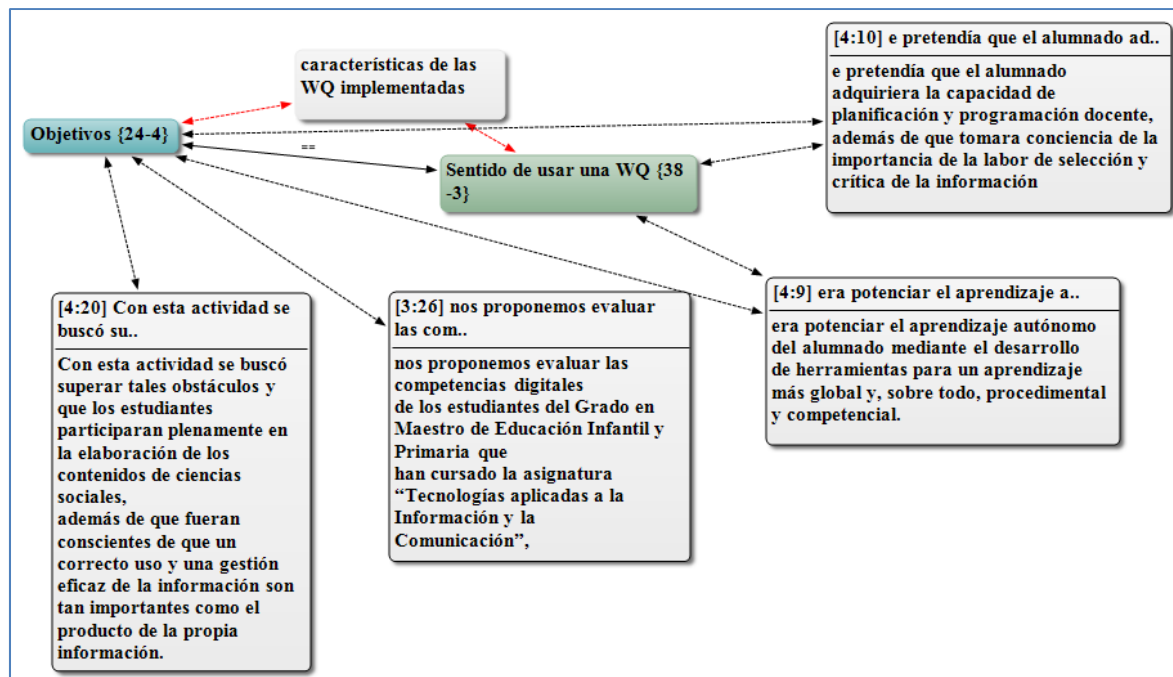 características de las
WQ implementadas
Objetivos {24-4}
==
Sentido de usar una WQ {38
-3}
[4:10] e pretendía que el alumnado ad..
e pretendía que el alumnado
adquiriera la capacidad de
planificación y programación docente,
además de que tomara conciencia de la
importancia de la labor de selección y
crítica de la información
[4:20] Con esta actividad se
buscó su..
Con esta actividad se buscó
superar tales obstáculos y
que los estudiantes
participaran plenamente en
la elaboración de los
contenidos de ciencias
sociales,
además de que fueran
conscientes de que un
correcto uso y una gestión
eficaz de la información son
tan importantes como el
producto de la propia
información.
[3:26] nos proponemos evaluar
las com..
nos proponemos evaluar las
competencias digitales
de los estudiantes del Grado en
Maestro de Educación Infantil y
Primaria que
han cursado la asignatura
“Tecnologías aplicadas a la
Información y la
Comunicación”,
[4:9] era potenciar el aprendizaje a..
era potenciar el aprendizaje autónomo
del alumnado mediante el desarrollo
de herramientas para un aprendizaje
más global y, sobre todo, procedimental
y competencial.